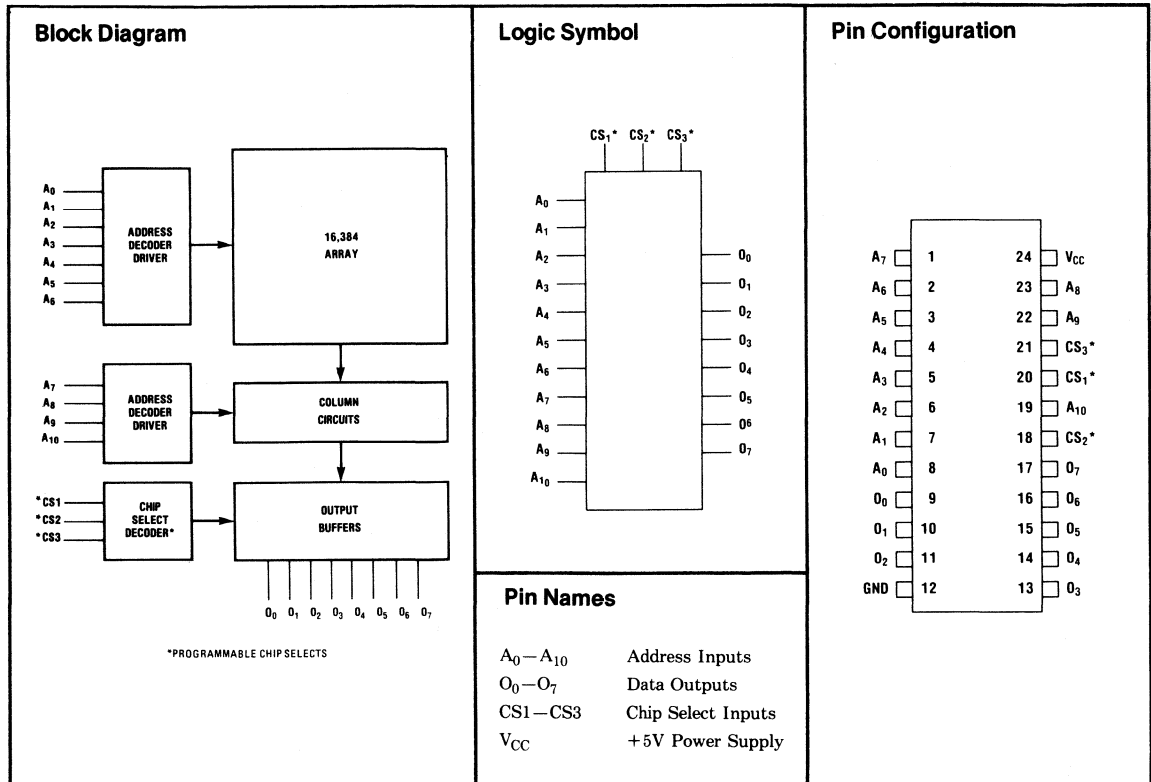 Block Diagram
A₀
A₁
A₂
A₃
A₄
A₅
A₆
ADDRESS
DECODER
DRIVER
16,384
ARRAY
A₇
A₈
A₉
A₁₀
ADDRESS
DECODER
DRIVER
COLUMN
CIRCUITS
*CS1
*CS2
*CS3
CHIP
SELECT
DECODER*
OUTPUT
BUFFERS
O₀ O₁ O₂ O₃ O₄ O₅ O₆ O₇
*PROGRAMMABLE CHIP SELECTS
Logic Symbol
CS₁* CS₂* CS₃*
A₀
A₁
A₂
A₃
A₄
A₅
A₆
A₇
A₈
A₉
A₁₀
O₀
O₁
O₂
O₃
O₄
O₅
O⁶
O₇
Pin Names
A₀—A₁₀ Address Inputs
O₀—O₇ Data Outputs
CS1—CS3 Chip Select Inputs
V_CC +5V Power Supply
Pin Configuration
A₇ 1 24 V_CC
A₆ 2 23 A₈
A₅ 3 22 A₉
A₄ 4 21 CS₃*
A₃ 5 20 CS₁*
A₂ 6 19 A₁₀
A₁ 7 18 CS₂*
A₀ 8 17 O₇
O₀ 9 16 O₆
O₁ 10 15 O₅
O₂ 11 14 O₄
GND 12 13 O₃